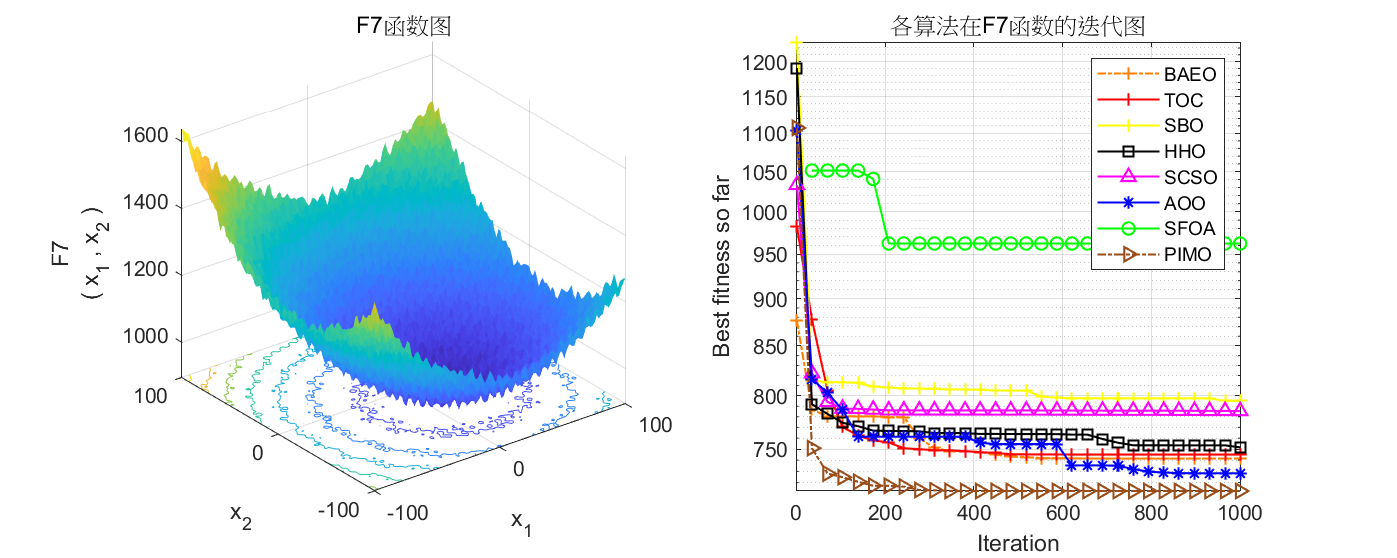 F7函数图
F7
( x1 , x2 )
1600
1400
1200
1000
100
0
-100
x2
-100
0
100
x1
各算法在F7函数的迭代图
Best fitness so far
1200
1150
1100
1050
1000
950
900
850
800
750
0
200
400
600
800
1000
Iteration
BAEO
TOC
SBO
HHO
SCSO
AOO
SFOA
PIMO